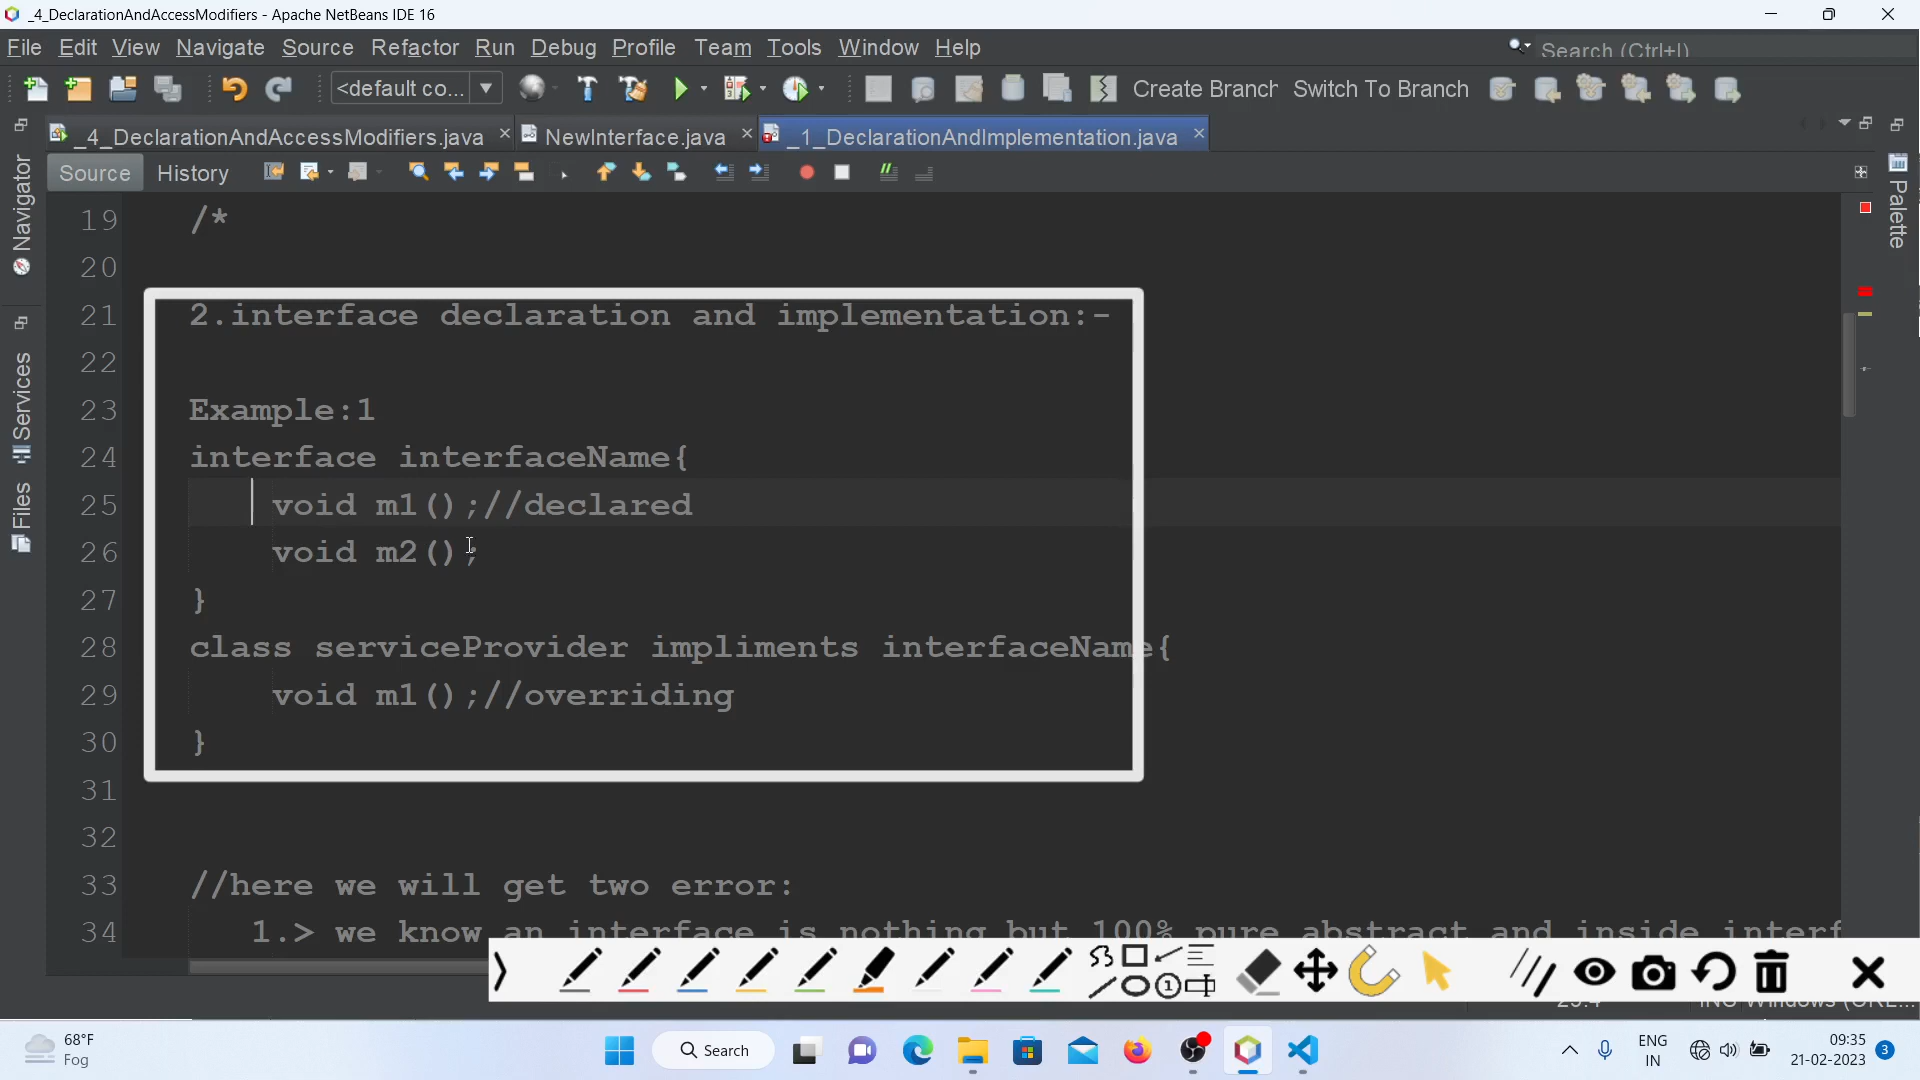 _4_DeclarationAndAccessModifiers - Apache NetBeans IDE 16
File Edit View Navigate Source Refactor Run Debug Profile Team Tools Window Help
Search (Ctrl+I)
<default co... Create Branch Switch To Branch
_4_DeclarationAndAccessModifiers.java NewInterface.java _1_DeclarationAndImplementation.java
Source History
Navigator
Services
Files
Palette
19 /*
20
21 2.interface declaration and implementation:-
22
23 Example:1
24 interface interfaceName{
25 void m1();//declared
26 void m2();
27 }
28 class serviceProvider impliments interfaceName{
29 void m1();//overriding
30 }
31
32
33 //here we will get two error:
34 1.> we know an interface is nothing but 100% pure abstract and inside interf
1
68°F
Fog
Search
ENG
IN
09:35
21-02-2023
3